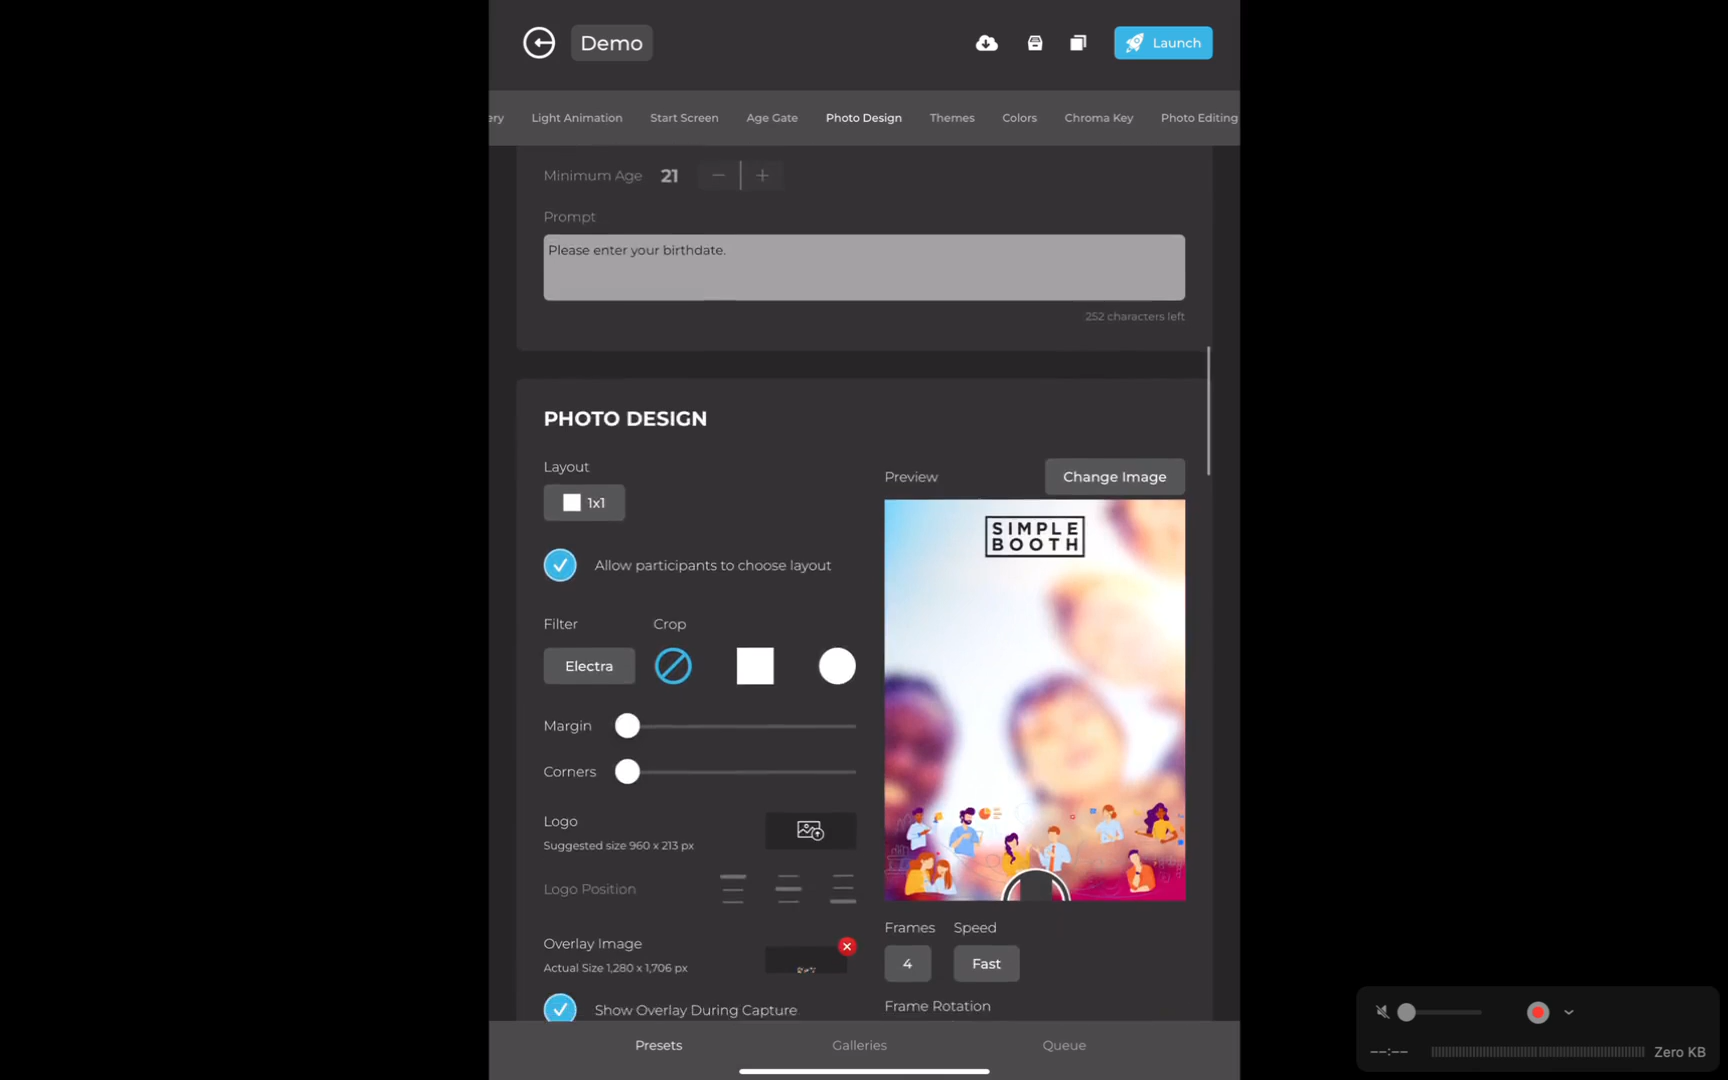 Demo
Launch
ery
Light Animation
Start Screen
Age Gate
Photo Design
Themes
Colors
Chroma Key
Photo Editing
Minimum Age
21
Prompt
Please enter your birthdate.
252 characters left
PHOTO DESIGN
Layout
1x1
Preview
Change Image
SIMPLE
BOOTH
Allow participants to choose layout
Filter
Crop
Electra
Margin
Corners
Logo
Suggested size 960 x 213 px
Logo Position
Overlay Image
Actual Size 1,280 x 1,706 px
Show Overlay During Capture
Frames
Speed
4
Fast
Frame Rotation
Presets
Galleries
Queue
--:--
Zero KB